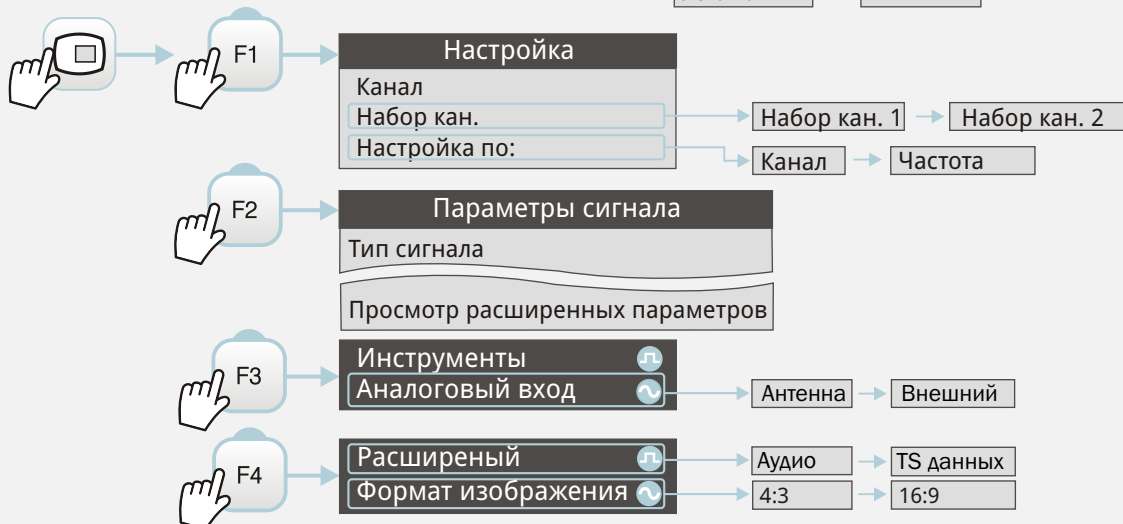 F1
Настройка
Канал
Набор кан.
Набор кан. 1
Набор кан. 2
Настройка по:
Канал
Частота
F2
Параметры сигнала
Тип сигнала
Просмотр расширенных параметров
F3
Инструменты
Аналоговый вход
Антенна
Внешний
F4
Расширеный
Аудио
TS данных
Формат изображения
4:3
16:9